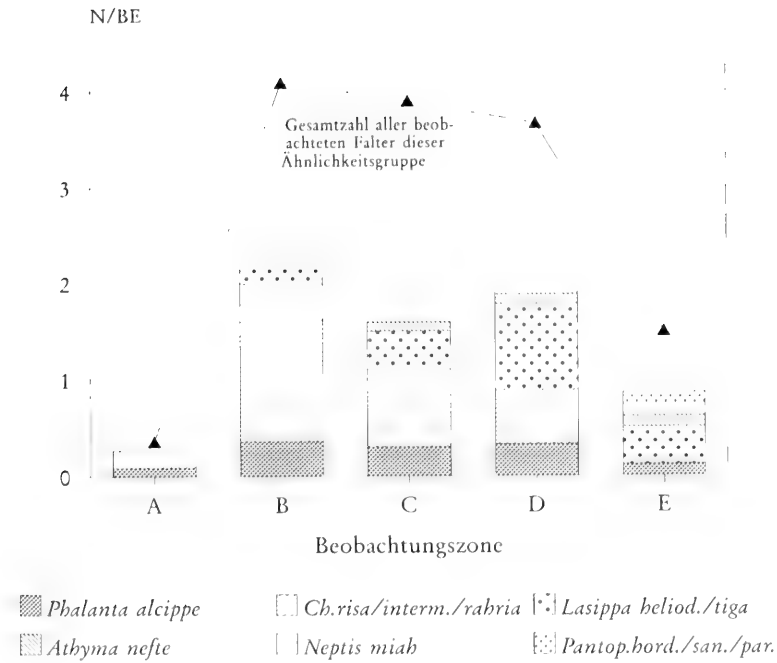 N/BE
4
Gesamtzahl aller beob-
achteten Falter dieser
Ähnlichkeitsgruppe
3
2
1
0
A B C D E
Beobachtungszone
Phalanta alcippe Ch.risa/interm./rahria Lasippa heliod./tiga
Athyma nefte Neptis miah Pantop.hord./san./par.